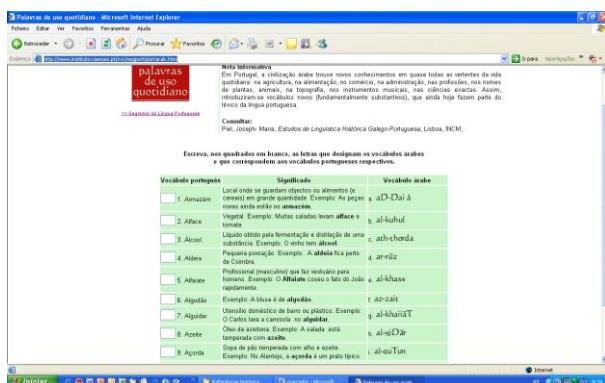 Palavras de uso quotidiano - Microsoft Internet Explorer
Ficheiro Editar Ver Favoritos Ferramentas Ajuda
Retroceder Procurar Favoritos
Endereço Ir para
palavras
de uso
quotidiano
<< Segredos da Língua Portuguesa
Nota Informativa
Em Portugal, a civilização árabe trouxe novos conhecimentos em quase todas as vertentes da vida
quotidiana: na agricultura, na alimentação, no comércio, na administração, nas profissões, nos nomes
de plantas, animais, na topografia, nos instrumentos musicais, nas ciências exactas. Assim,
introduziram-se vocábulos novos (fundamentalmente substantivos), que ainda hoje fazem parte do
léxico da língua portuguesa.
Consultar:
Piel, Joseph- Maria, Estudos de Linguística Histórica Galego-Portuguesa, Lisboa, INCM,
Escreva, nos quadrados em branco, as letras que designam os vocábulos árabes
e que correspondem aos vocábulos portugueses respectivos.
Vocábulo português Significado Vocábulo árabe
1. Armazém Local onde se guardam objectos ou alimentos (e
cereais) em grande quantidade. Exemplo: As peças
novas ainda estão no armazém. a. aD-Dai â
2. Alface Vegetal. Exemplo: Muitas saladas levam alface e
tomate. b. al-kuhul
3. Álcool Líquido obtido pela fermentação e distilação de uma
substância. Exemplo: O vinho tem álcool. c. ath-chorda
4. Aldeia Pequena povoação. Exemplo: A aldeia fica perto
de Coimbra. d. ar-rûz
5. Alfaiate Profissional (masculino) que faz vestuário para
homens. Exemplo: O Alfaiate coseu o fato do João
rapidamente. e. al-khass
6. Algodão Exemplo: A blusa é de algodão. f. az-zait
7. Alguidar Utensílio doméstico de barro ou plástico. Exemplo:
O Carlos lava a camisola no alguidar. g. al-khaiiâT
8. Azeite Óleo da azeitona. Exemplo: A salada está
temperada com azeite. h. al-giDâr
9. Açorda Sopa de pão temperada com alho e azeite.
Exemplo: No Alentejo, a açorda é um prato típico. i. al-quTun
Internet
Iniciar